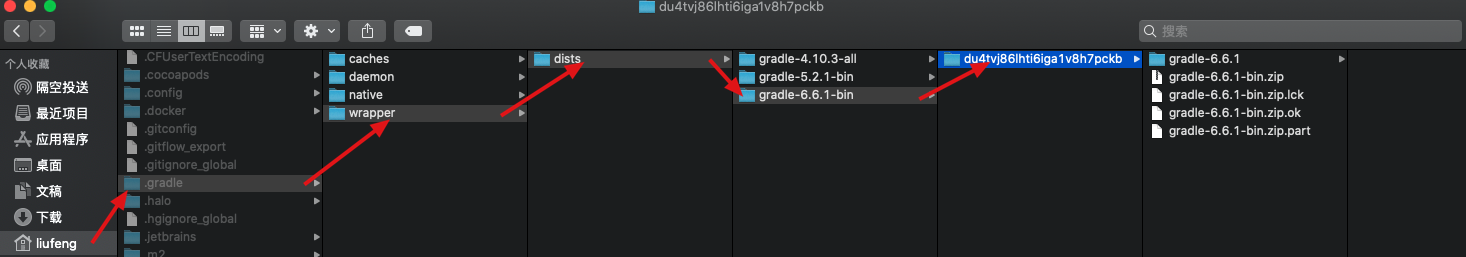 du4tvj86lhti6iga1v8h7pckb
搜索
个人收藏
隔空投送
最近项目
应用程序
桌面
文稿
下载
liufeng
.CFUserTextEncoding
.cocoapods
.config
.docker
.gitconfig
.gitflow_export
.gitignore_global
.gradle
.halo
.hgignore_global
.jetbrains
.m2
caches
daemon
native
wrapper
dists
gradle-4.10.3-all
gradle-5.2.1-bin
gradle-6.6.1-bin
du4tvj86lhti6iga1v8h7pckb
gradle-6.6.1
gradle-6.6.1-bin.zip
gradle-6.6.1-bin.zip.lck
gradle-6.6.1-bin.zip.ok
gradle-6.6.1-bin.zip.part